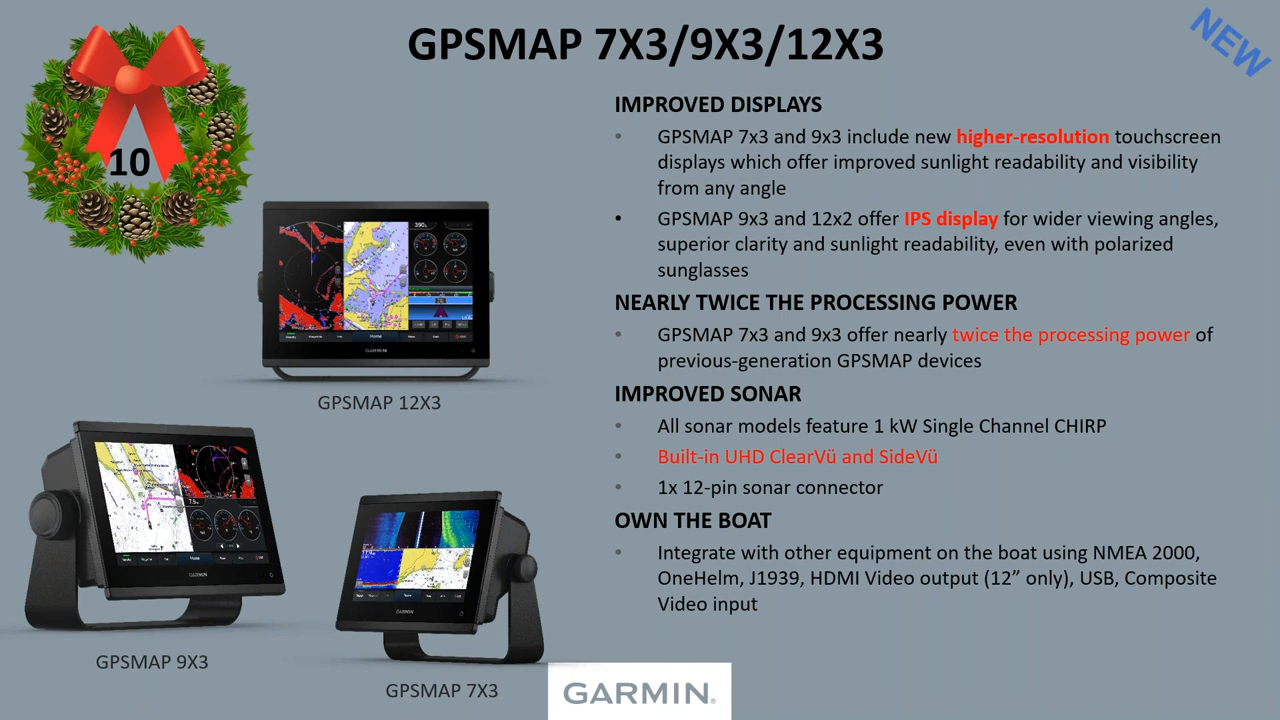 GPSMAP 7X3/9X3/12X3
NEW
10
IMPROVED DISPLAYS
• GPSMAP 7x3 and 9x3 include new higher-resolution touchscreen
displays which offer improved sunlight readability and visibility
from any angle
• GPSMAP 9x3 and 12x2 offer IPS display for wider viewing angles,
superior clarity and sunlight readability, even with polarized
sunglasses
NEARLY TWICE THE PROCESSING POWER
• GPSMAP 7x3 and 9x3 offer nearly twice the processing power of
previous-generation GPSMAP devices
IMPROVED SONAR
• All sonar models feature 1 kW Single Channel CHIRP
• Built-in UHD ClearVü and SideVü
• 1x 12-pin sonar connector
OWN THE BOAT
• Integrate with other equipment on the boat using NMEA 2000,
OneHelm, J1939, HDMI Video output (12” only), USB, Composite
Video input
GARMIN
GPSMAP 12X3
GARMIN
GPSMAP 9X3
GARMIN
GPSMAP 7X3
GARMIN®